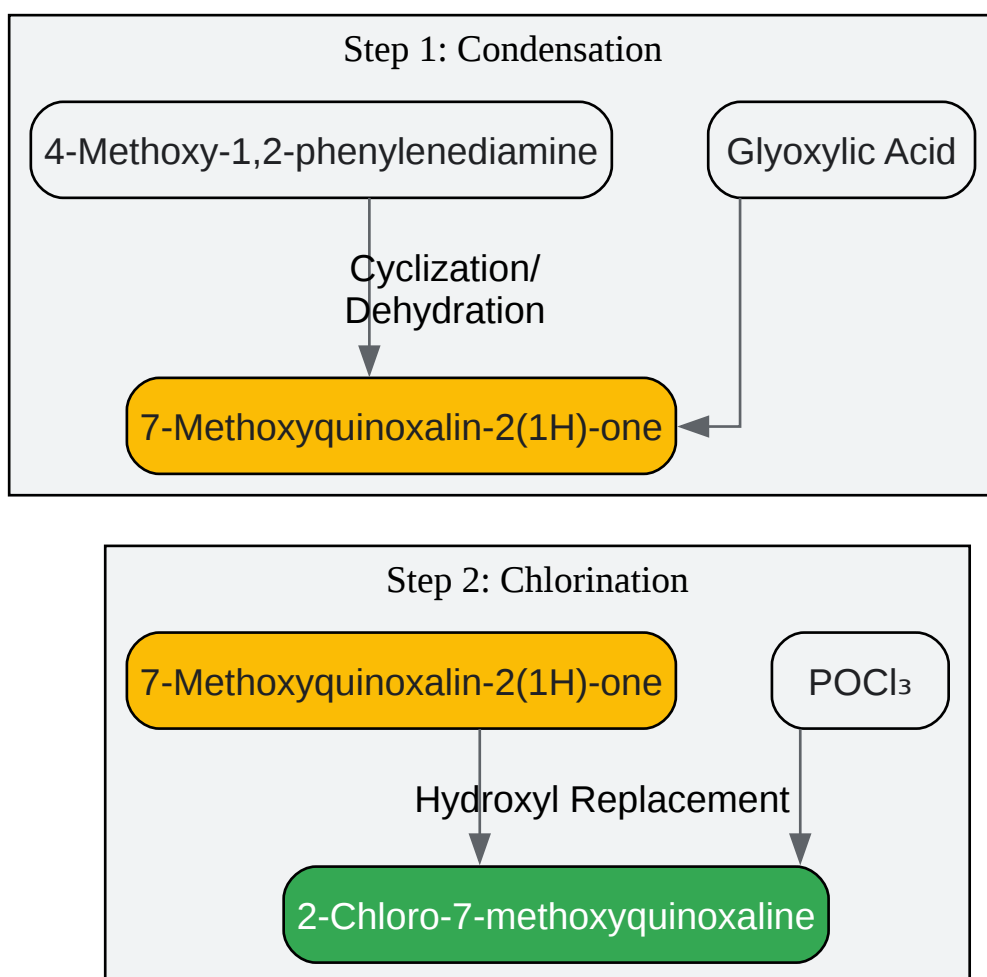 Step 1: Condensation
4-Methoxy-1,2-phenylenediamine
Glyoxylic Acid
Cyclization/
Dehydration
7-Methoxyquinoxalin-2(1H)-one
Step 2: Chlorination
7-Methoxyquinoxalin-2(1H)-one
POCl₃
Hydroxyl Replacement
2-Chloro-7-methoxyquinoxaline